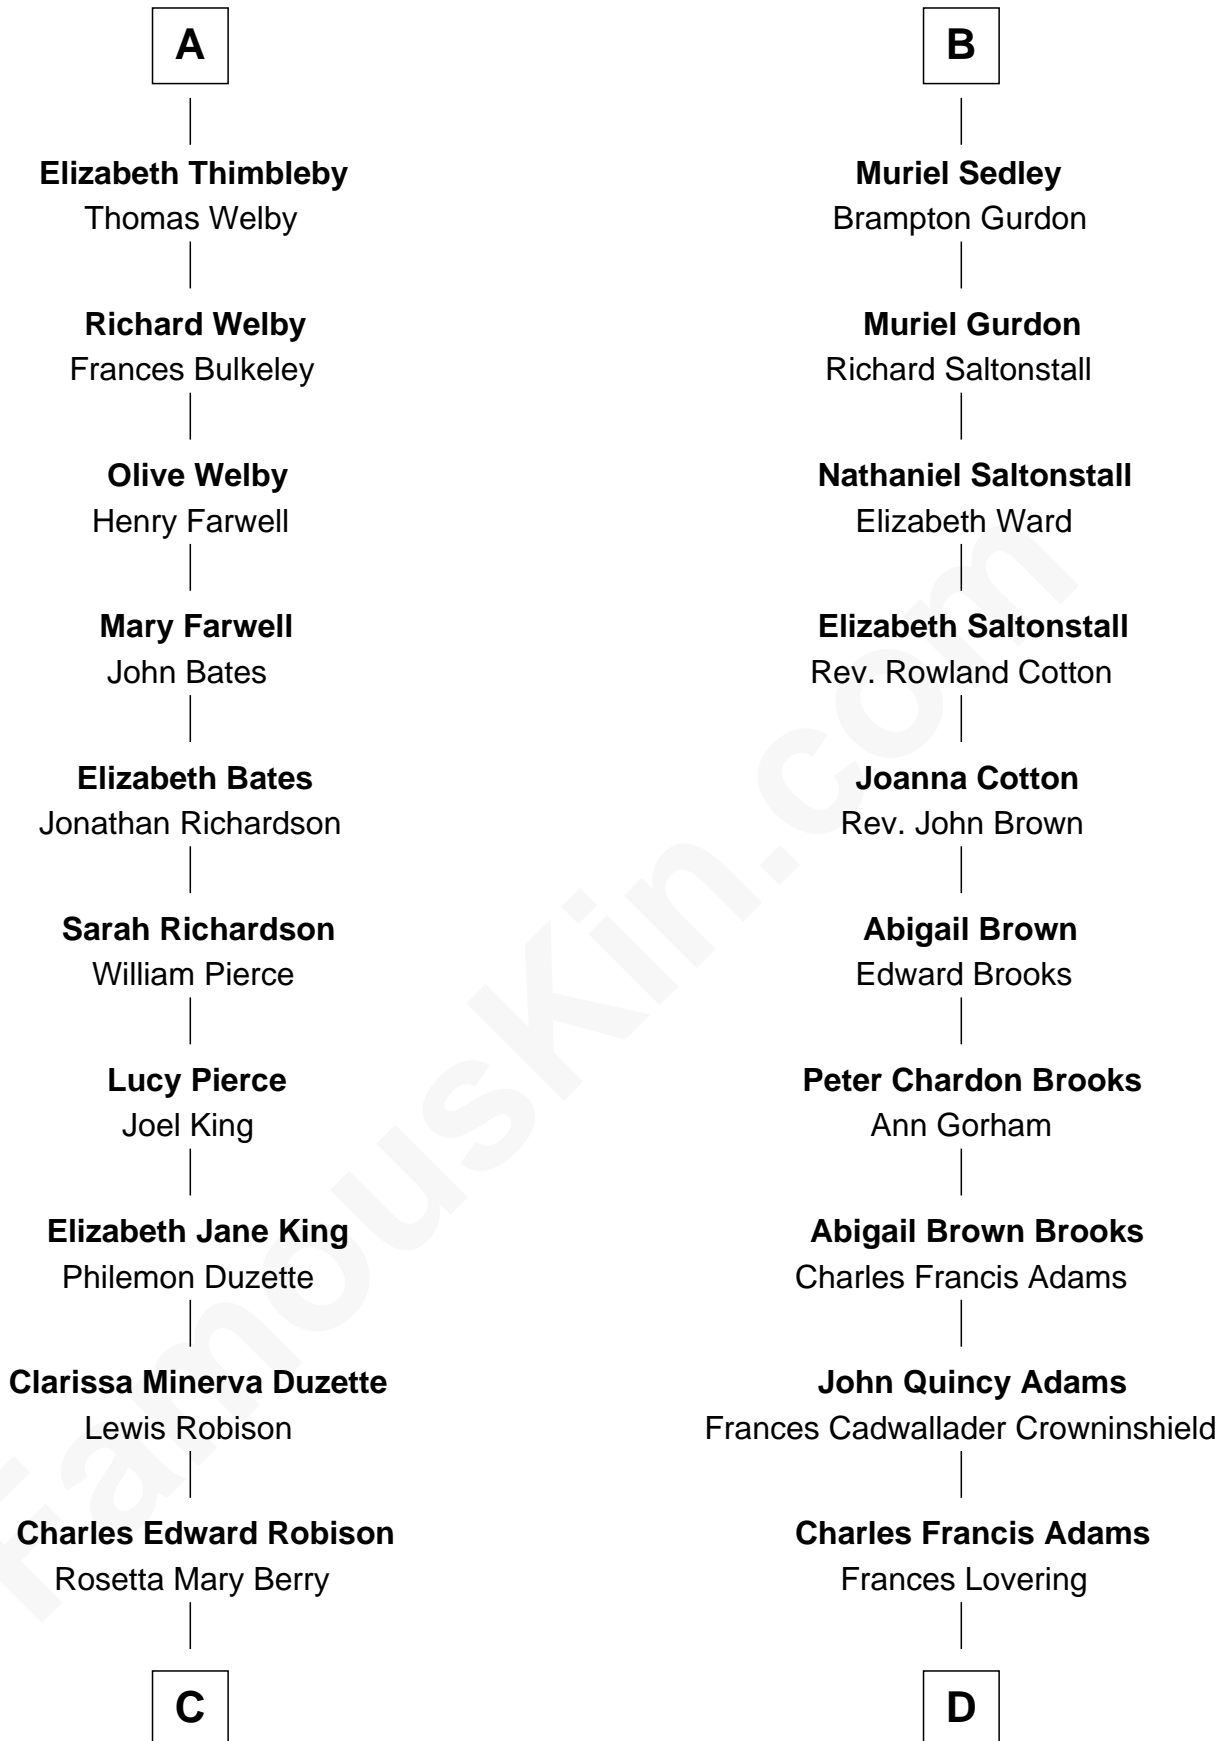 A
Elizabeth Thimbleby
Thomas Welby
Richard Welby
Frances Bulkeley
Olive Welby
Henry Farwell
Mary Farwell
John Bates
Elizabeth Bates
Jonathan Richardson
Sarah Richardson
William Pierce
Lucy Pierce
Joel King
Elizabeth Jane King
Philemon Duzette
Clarissa Minerva Duzette
Lewis Robison
Charles Edward Robison
Rosetta Mary Berry
C
B
Muriel Sedley
Brampton Gurdon
Muriel Gurdon
Richard Saltonstall
Nathaniel Saltonstall
Elizabeth Ward
Elizabeth Saltonstall
Rev. Rowland Cotton
Joanna Cotton
Rev. John Brown
Abigail Brown
Edward Brooks
Peter Chardon Brooks
Ann Gorham
Abigail Brown Brooks
Charles Francis Adams
John Quincy Adams
Frances Cadwallader Crowninshield
Charles Francis Adams
Frances Lovering
D
FamousKin.com